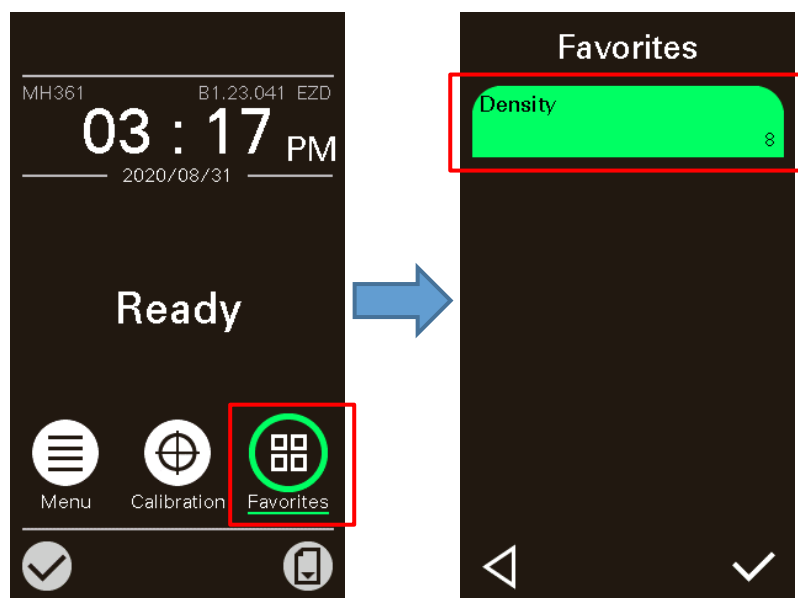 MH361 B1.23.041 EZD
03 : 17 PM
2020/08/31
Ready
Menu Calibration Favorites
Favorites
Density
8